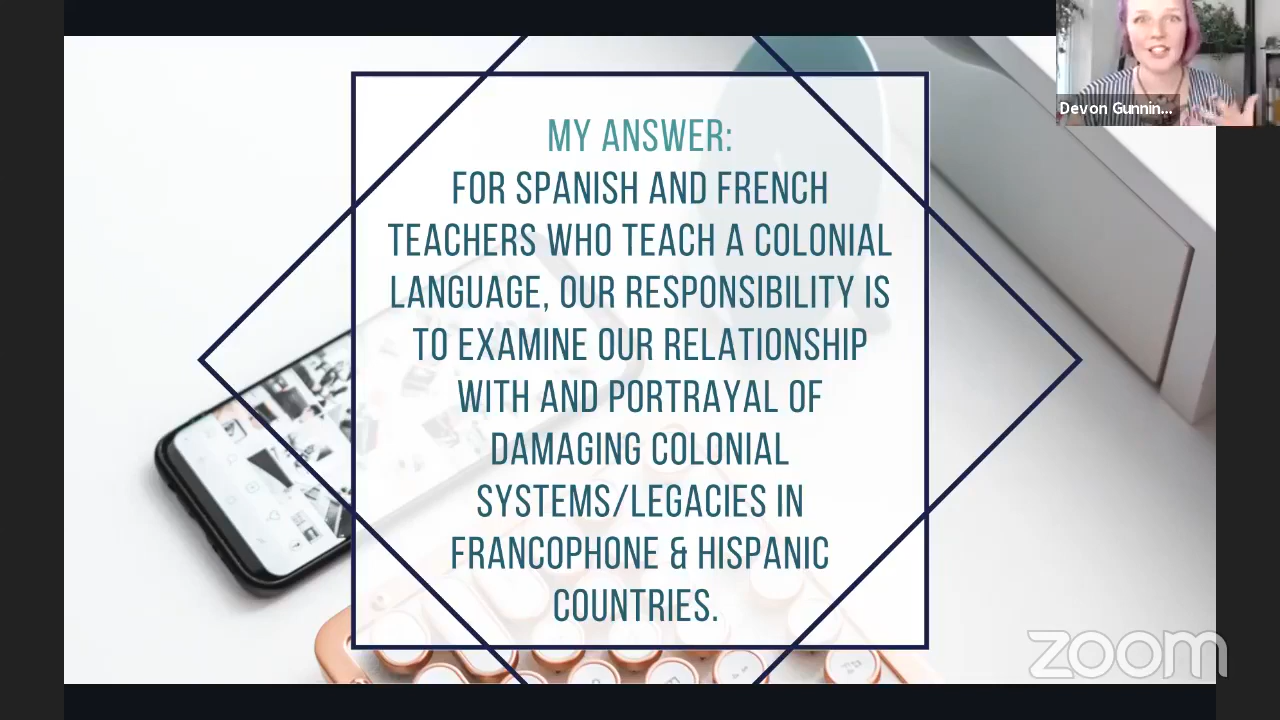 Devon Gunnin...
MY ANSWER:
FOR SPANISH AND FRENCH
TEACHERS WHO TEACH A COLONIAL
LANGUAGE, OUR RESPONSIBILITY IS
TO EXAMINE OUR RELATIONSHIP
WITH AND PORTRAYAL OF
DAMAGING COLONIAL
SYSTEMS/LEGACIES IN
FRANCOPHONE & HISPANIC
COUNTRIES.
zoom